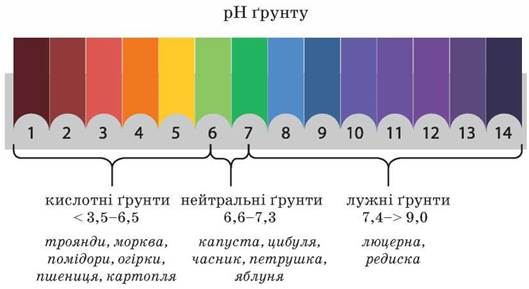 рН ґрунту
1 2 3 4 5 6 7 8 9 10 11 12 13 14
кислотні ґрунти
< 3,5–6,5
троянди, морква,
помідори, огірки,
пшениця, картопля
нейтральні ґрунти
6,6–7,3
капуста, цибуля,
часник, петрушка,
яблуня
лужні ґрунти
7,4–> 9,0
люцерна,
редиска